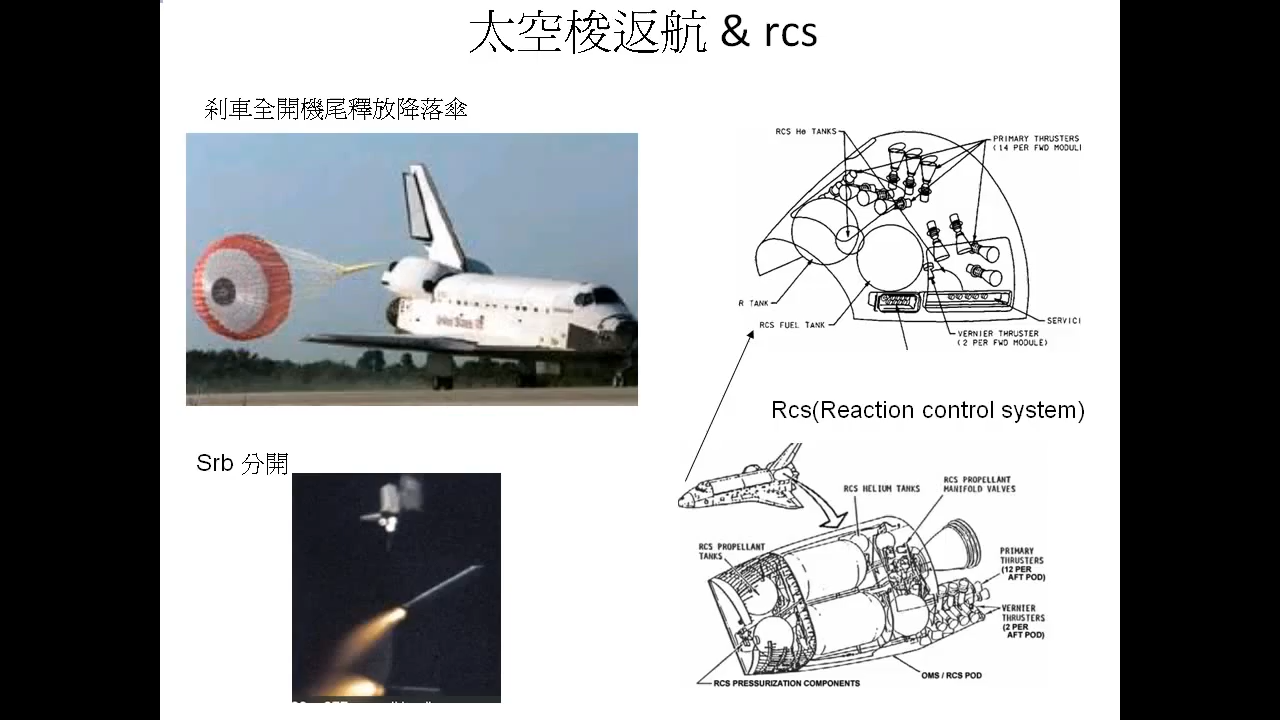 太空梭返航 & rcs
剎車全開機尾釋放降落傘
RCS He TANKS
PRIMARY THRUSTERS
(14 PER FWD MODUL
R TANK
RCS FUEL TANK
SERVICI
VERNIER THRUSTER
(2 PER FWD MODULE)
United States
Rcs(Reaction control system)
Srb 分開
RCS HELIUM TANKS
RCS PROPELLANT
MANIFOLD VALVES
RCS PROPELLANT
TANKS
PRIMARY
THRUSTERS
(12 PER
AFT POD)
VERNIER
THRUSTERS
(2 PER
AFT POD)
OMS / RCS POD
RCS PRESSURIZATION COMPONENTS